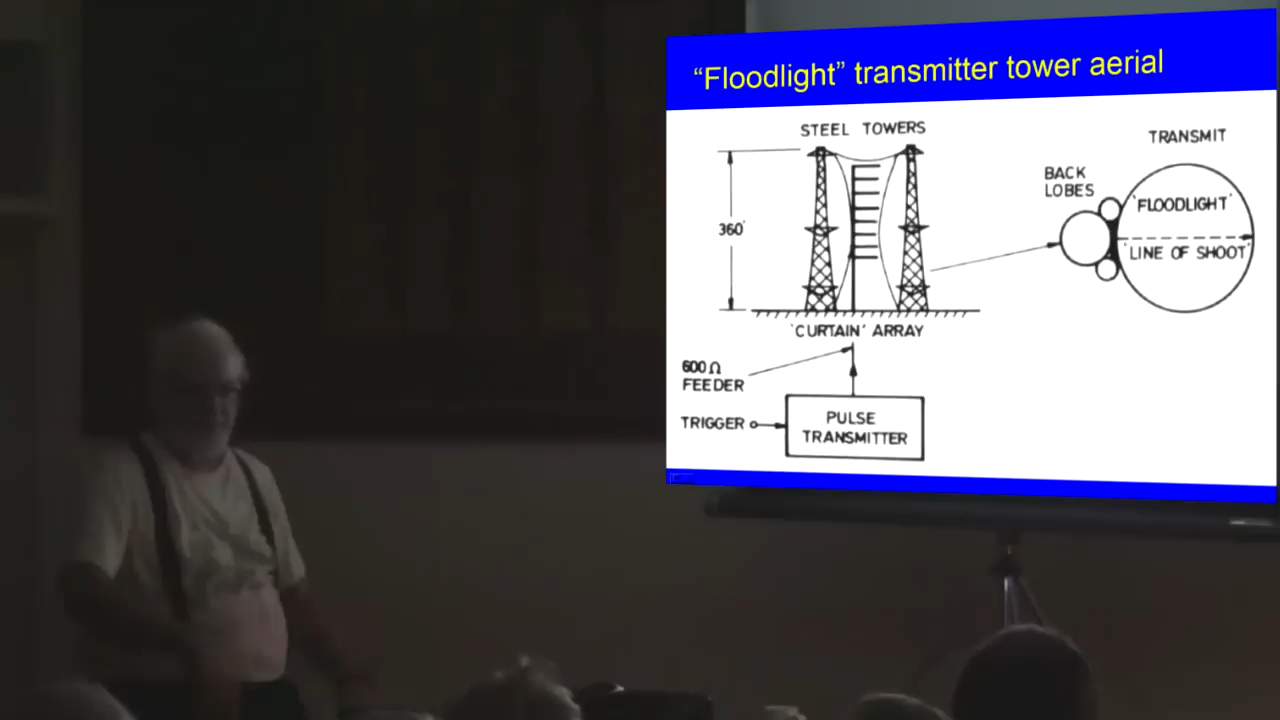 “Floodlight” transmitter tower aerial
STEEL TOWERS
TRANSMIT
BACK
LOBES
'FLOODLIGHT'
360'
'LINE OF SHOOT'
'CURTAIN' ARRAY
600Ω
FEEDER
TRIGGER
PULSE
TRANSMITTER